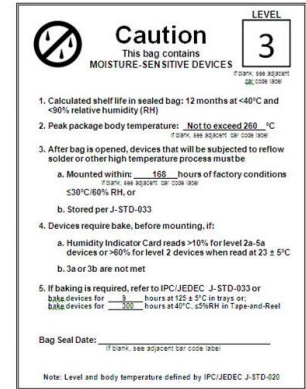 LEVEL
3
Caution
This bag contains
MOISTURE-SENSITIVE DEVICES
If blank, see adjacent
bar code label
1. Calculated shelf life in sealed bag: 12 months at <40°C and
<90% relative humidity (RH)
2. Peak package body temperature: Not to exceed 260 °C
If blank, see adjacent bar code label
3. After bag is opened, devices that will be subjected to reflow
solder or other high temperature process must be
a. Mounted within: 168 hours of factory conditions
If blank, see adjacent bar code label
≤30°C/60% RH, or
b. Stored per J-STD-033
4. Devices require bake, before mounting, if:
a. Humidity Indicator Card reads >10% for level 2a-5a
devices or >60% for level 2 devices when read at 23 ± 5°C
b. 3a or 3b are not met
5. If baking is required, refer to IPC/JEDEC J-STD-033 or
bake devices for 9 hours at 125 ± 5°C in trays or;
bake devices for 200 hours at 40°C, ≤5%RH in Tape-and-Reel
Bag Seal Date:
If blank, see adjacent bar code label
Note: Level and body temperature defined by IPC/JEDEC J-STD-020